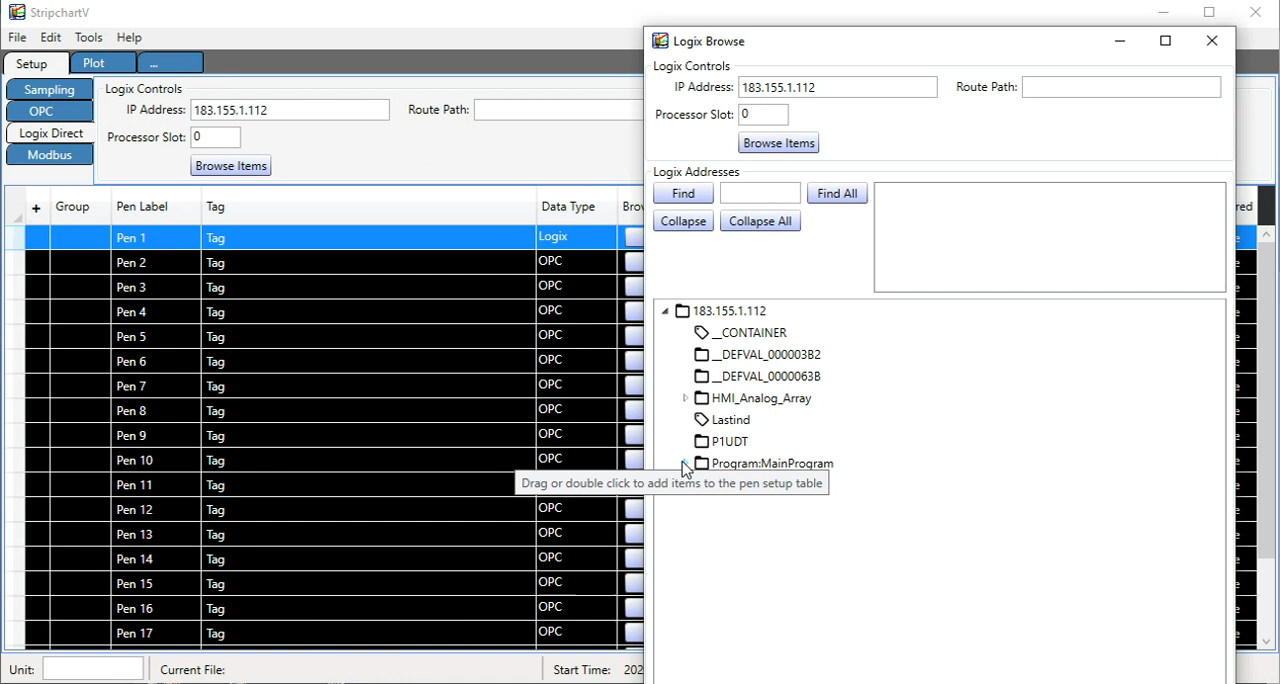 StripchartV
File Edit Tools Help
Setup Plot ...
Sampling
OPC
Logix Direct
Modbus
Logix Controls
IP Address: 183.155.1.112 Route Path:
Processor Slot: 0
Browse Items
+ Group Pen Label Tag Data Type
Pen 1 Tag Logix
Pen 2 Tag OPC
Pen 3 Tag OPC
Pen 4 Tag OPC
Pen 5 Tag OPC
Pen 6 Tag OPC
Pen 7 Tag OPC
Pen 8 Tag OPC
Pen 9 Tag OPC
Pen 10 Tag OPC
Pen 11 Tag
Pen 12 Tag OPC
Pen 13 Tag OPC
Pen 14 Tag OPC
Pen 15 Tag OPC
Pen 16 Tag OPC
Pen 17 Tag OPC
Unit: Current File: Start Time: 202
Logix Browse
Logix Controls
IP Address: 183.155.1.112 Route Path:
Processor Slot: 0
Browse Items
Logix Addresses
Find Find All
Collapse Collapse All
183.155.1.112
__CONTAINER
__DEFVAL_000003B2
__DEFVAL_0000063B
HMI_Analog_Array
Lastind
P1UDT
Program:MainProgram
Drag or double click to add items to the pen setup table